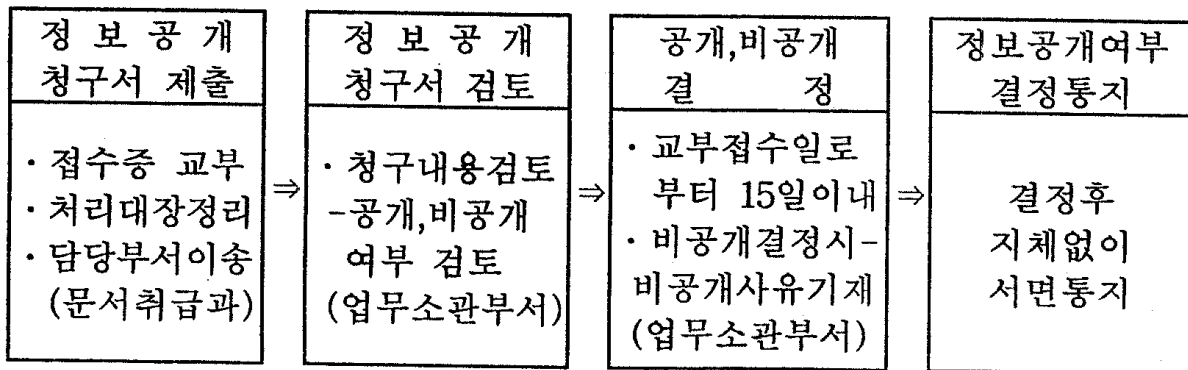 정 보 공 개
청구서 제출
· 접수증 교부
· 처리대장정리
· 담당부서이송
(문서취급과)
⇒
정 보 공 개
청구서 검토
· 청구내용검토
-공개,비공개
여부 검토
(업무소관부서)
⇒
공개,비공개
결 정
· 교부접수일로
부터 15일이내
· 비공개결정시-
비공개사유기재
(업무소관부서)
⇒
정보공개여부
결정통지
결정후
지체없이
서면통지